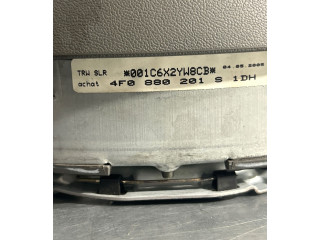 TRW SLR *001C6X2YW8CB*
achat 4F0 880 201 S 1DH